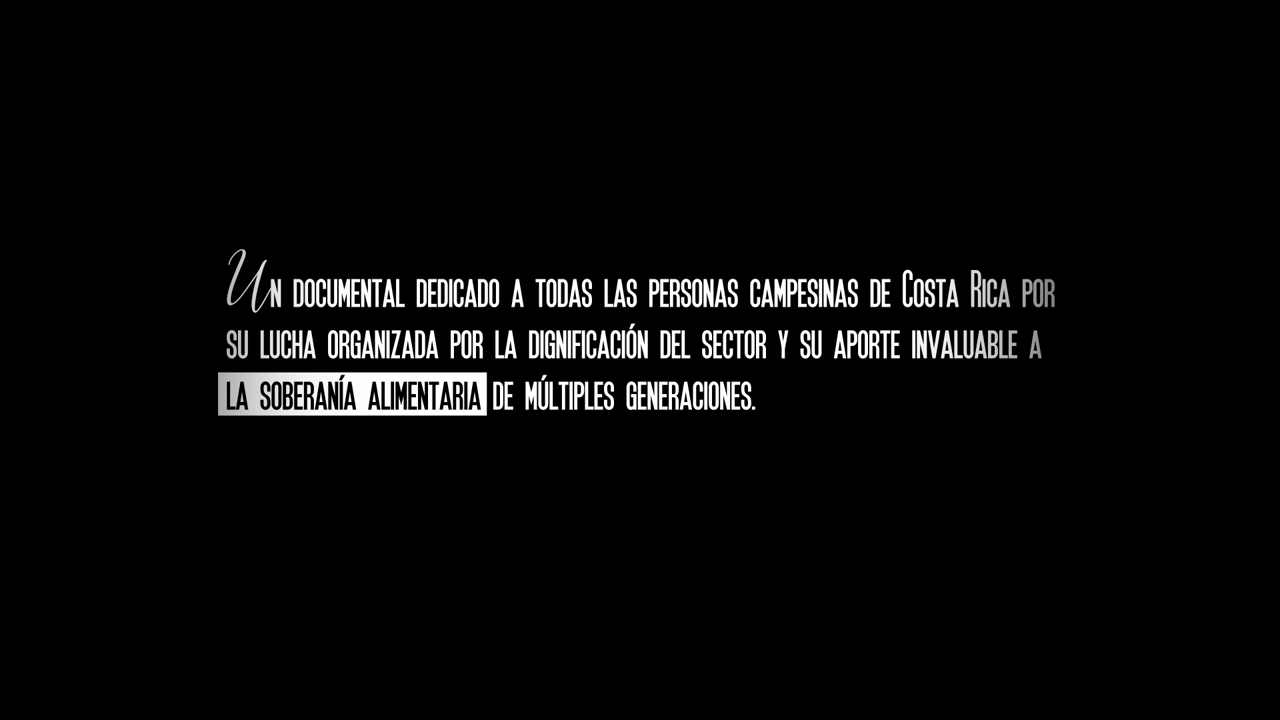 Un documental dedicado a todas las personas campesinas de Costa Rica por
su lucha organizada por la dignificación del sector y su aporte invaluable a
la soberanía alimentaria de múltiples generaciones.